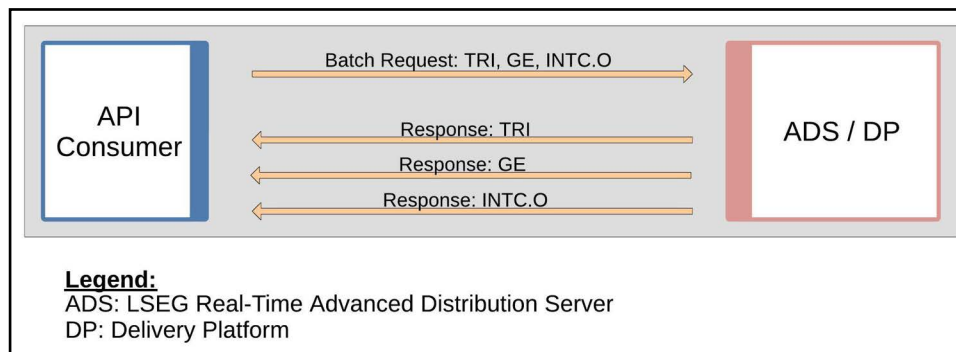 Batch Request: TRI, GE, INTC.O
API
Consumer
ADS / DP
Response: TRI
Response: GE
Response: INTC.O
Legend:
ADS: LSEG Real-Time Advanced Distribution Server
DP: Delivery Platform